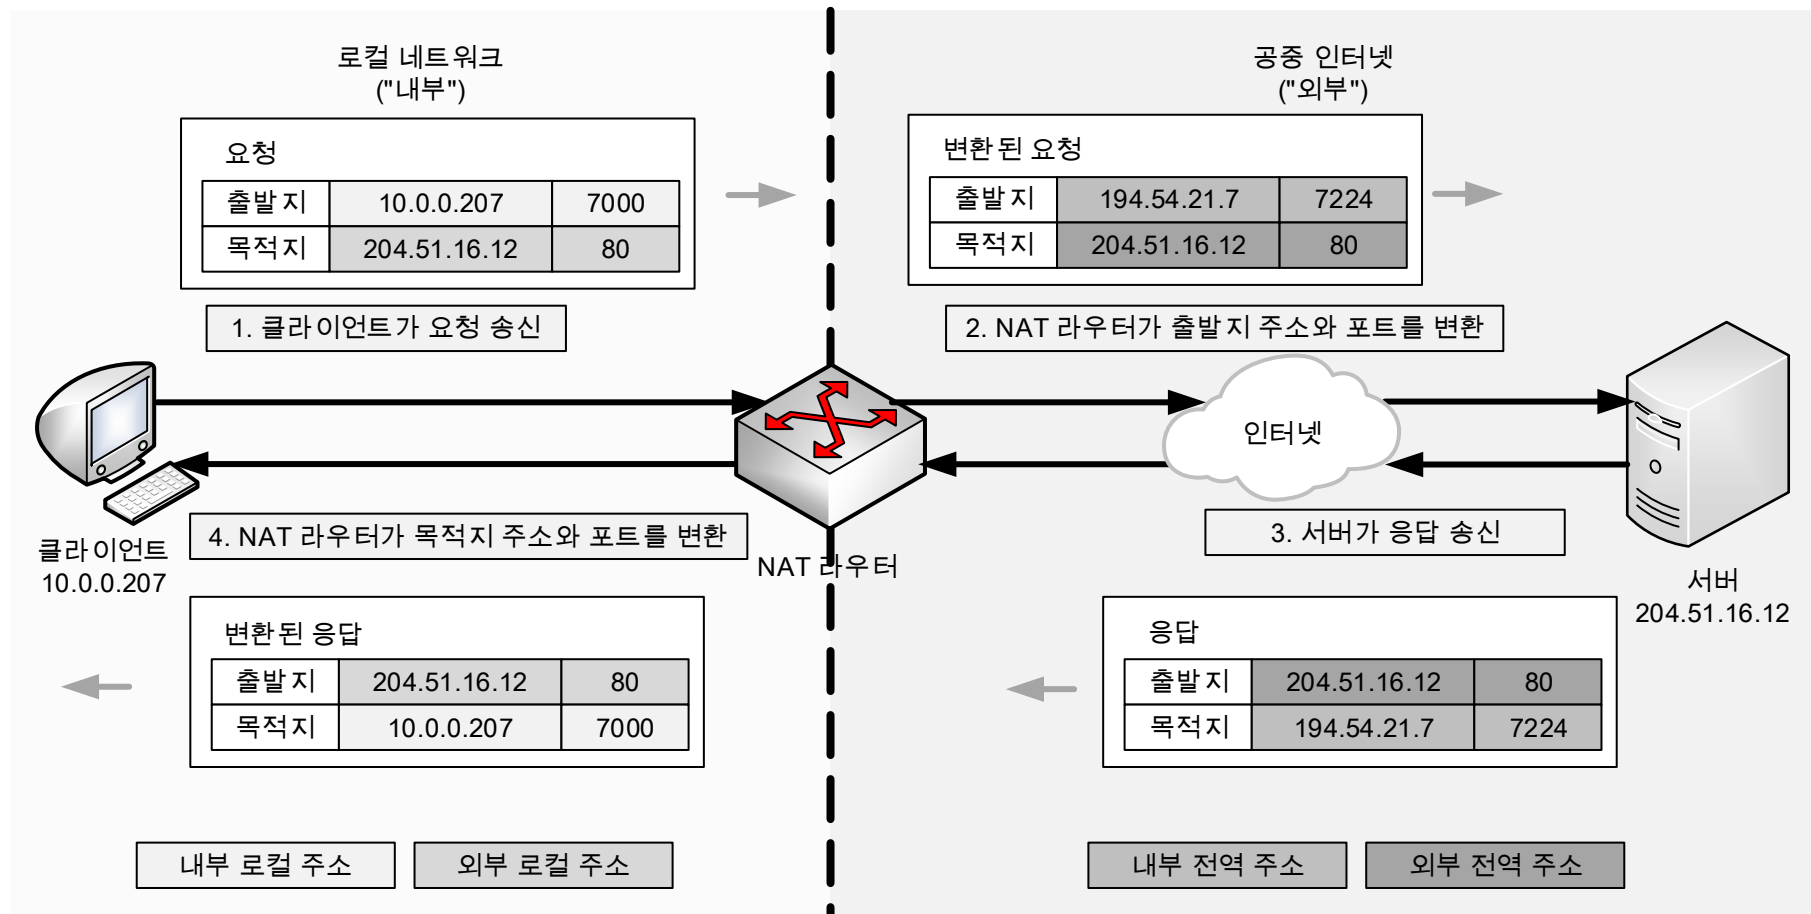 로컬 네트워크
("내부")
공중 인터넷
("외부")
요청
출발지 10.0.0.207 7000
목적지 204.51.16.12 80
변환된 요청
출발지 194.54.21.7 7224
목적지 204.51.16.12 80
1. 클라이언트가 요청 송신
2. NAT 라우터가 출발지 주소와 포트를 변환
인터넷
4. NAT 라우터가 목적지 주소와 포트를 변환
3. 서버가 응답 송신
클라이언트
10.0.0.207
NAT 라우터
서버
204.51.16.12
변환된 응답
출발지 204.51.16.12 80
목적지 10.0.0.207 7000
응답
출발지 204.51.16.12 80
목적지 194.54.21.7 7224
내부 로컬 주소
외부 로컬 주소
내부 전역 주소
외부 전역 주소